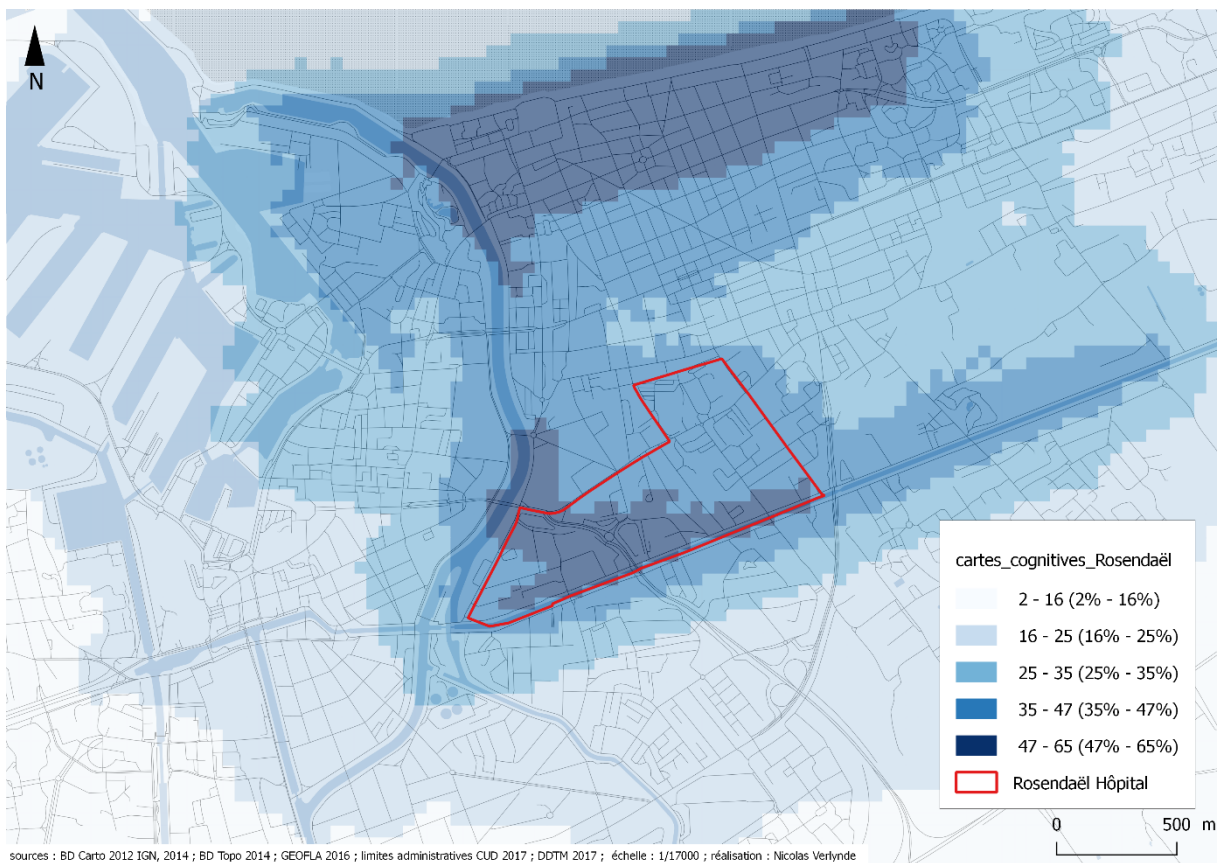 N
cartes_cognitives_Rosendaël
2 - 16 (2% - 16%)
16 - 25 (16% - 25%)
25 - 35 (25% - 35%)
35 - 47 (35% - 47%)
47 - 65 (47% - 65%)
Rosendaël Hôpital
0 500 m
sources : BD Carto 2012 IGN, 2014 ; BD Topo 2014 ; GEOFLA 2016 ; limites administratives CUD 2017 ; DDTM 2017 ; échelle : 1/17000 ; réalisation : Nicolas Verlynde